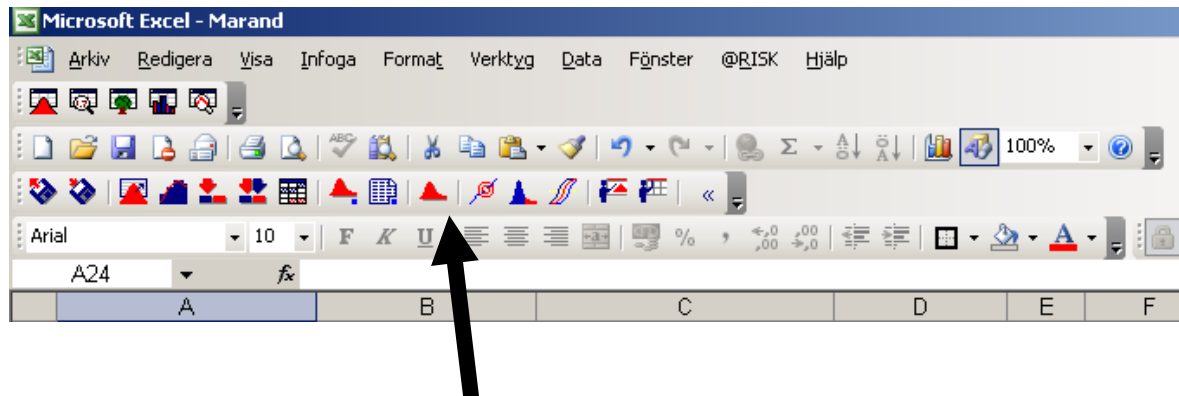 Microsoft Excel - Marand
Arkiv Redigera Visa Infoga Format Verktyg Data Fönster @RISK Hjälp
100%
Arial 10 F K U %
A24 fx
A B C D E F